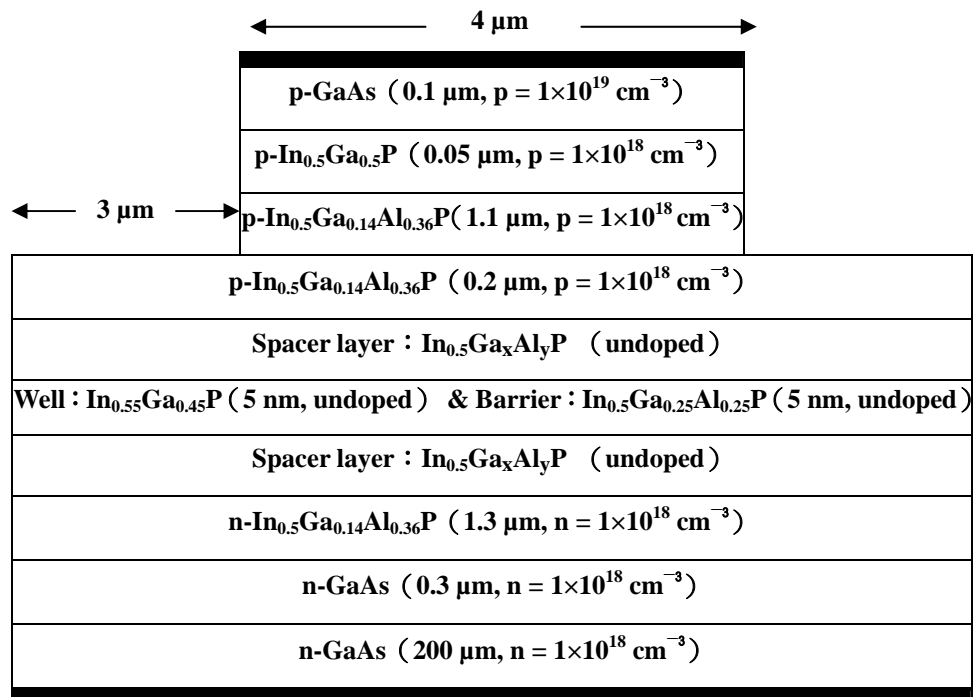 4 μm
p-GaAs（0.1 μm, p = 1×10¹⁹ cm⁻³）
p-In₀.₅Ga₀.₅P（0.05 μm, p = 1×10¹⁸ cm⁻³）
3 μm
p-In₀.₅Ga₀.₁₄Al₀.₃₆P（1.1 μm, p = 1×10¹⁸ cm⁻³）
p-In₀.₅Ga₀.₁₄Al₀.₃₆P（0.2 μm, p = 1×10¹⁸ cm⁻³）
Spacer layer：In₀.₅GaₓAlᵧP （undoped）
Well：In₀.₅₅Ga₀.₄₅P（5 nm, undoped） & Barrier：In₀.₅Ga₀.₂₅Al₀.₂₅P（5 nm, undoped）
Spacer layer：In₀.₅GaₓAlᵧP （undoped）
n-In₀.₅Ga₀.₁₄Al₀.₃₆P（1.3 μm, n = 1×10¹⁸ cm⁻³）
n-GaAs（0.3 μm, n = 1×10¹⁸ cm⁻³）
n-GaAs（200 μm, n = 1×10¹⁸ cm⁻³）